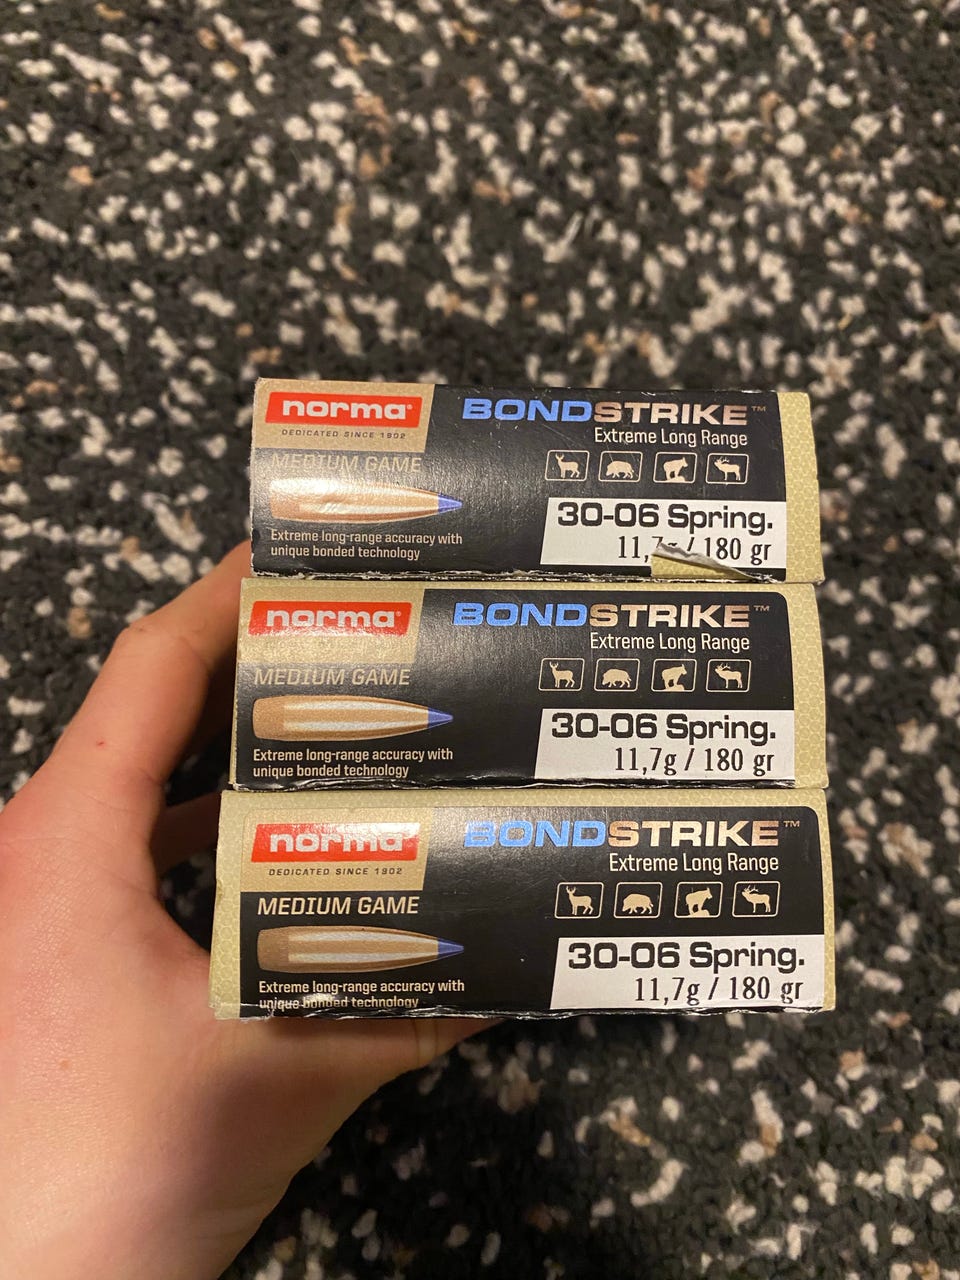 norma®
DEDICATED SINCE 1902
MEDIUM GAME
Extreme long-range accuracy with
unique bonded technology
BONDSTRIKE™
Extreme Long Range
30-06 Spring.
11,7g / 180 gr
norma®
MEDIUM GAME
Extreme long-range accuracy with
unique bonded technology
BONDSTRIKE™
Extreme Long Range
30-06 Spring.
11,7g / 180 gr
norma®
DEDICATED SINCE 1902
MEDIUM GAME
Extreme long-range accuracy with
unique bonded technology
BONDSTRIKE™
Extreme Long Range
30-06 Spring.
11,7g / 180 gr